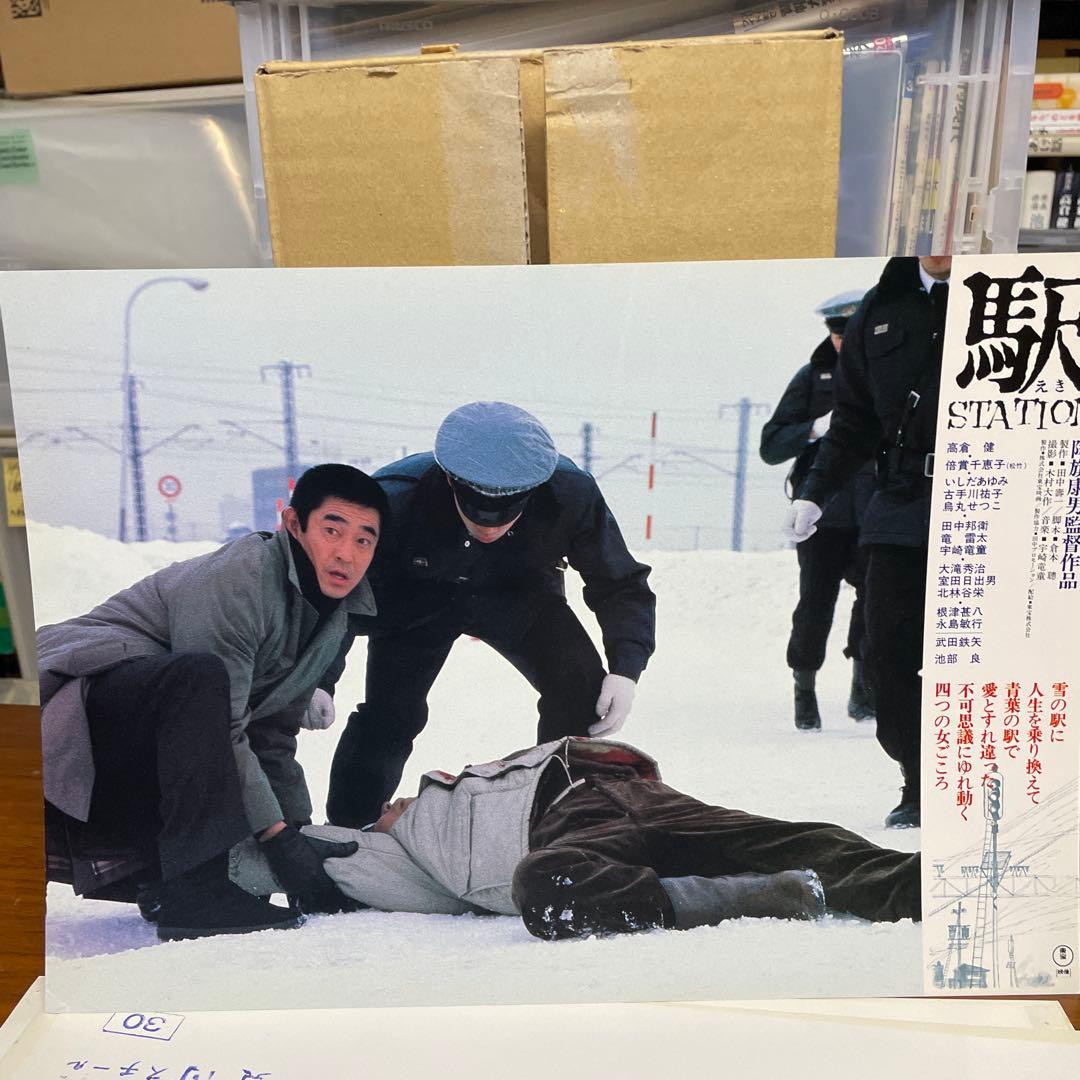 駅
えき
STATION
降旗康男監督作品
製作■田中壽一 脚本■倉本 聰
撮影■木村大作 音楽■宇崎竜童
高倉 健
倍賞千恵子(松竹)
いしだあゆみ
古手川祐子
烏丸せつこ
田中邦衛
竜 雷太
宇崎竜童
大滝秀治
室田日出男
北林谷栄
根津甚八
永島敏行
武田鉄矢
池部 良
雪の駅に
人生を乗り換えて
青葉の駅で
愛とすれ違った
不可思議にゆれ動く
四つの女ごころ
東宝
映像
30
スチール